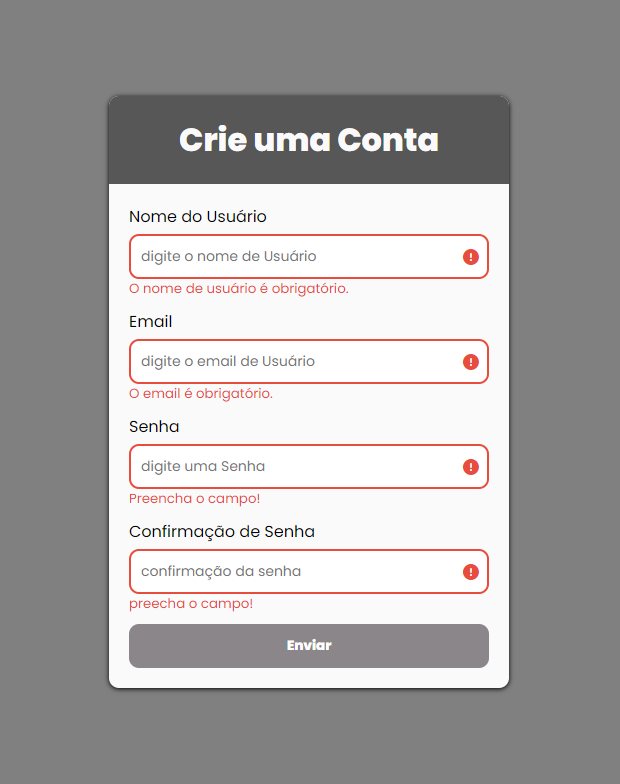 Crie uma Conta
Nome do Usuário
digite o nome de Usuário
O nome de usuário é obrigatório.
Email
digite o email de Usuário
O email é obrigatório.
Senha
digite uma Senha
Preencha o campo!
Confirmação de Senha
confirmação da senha
preecha o campo!
Enviar